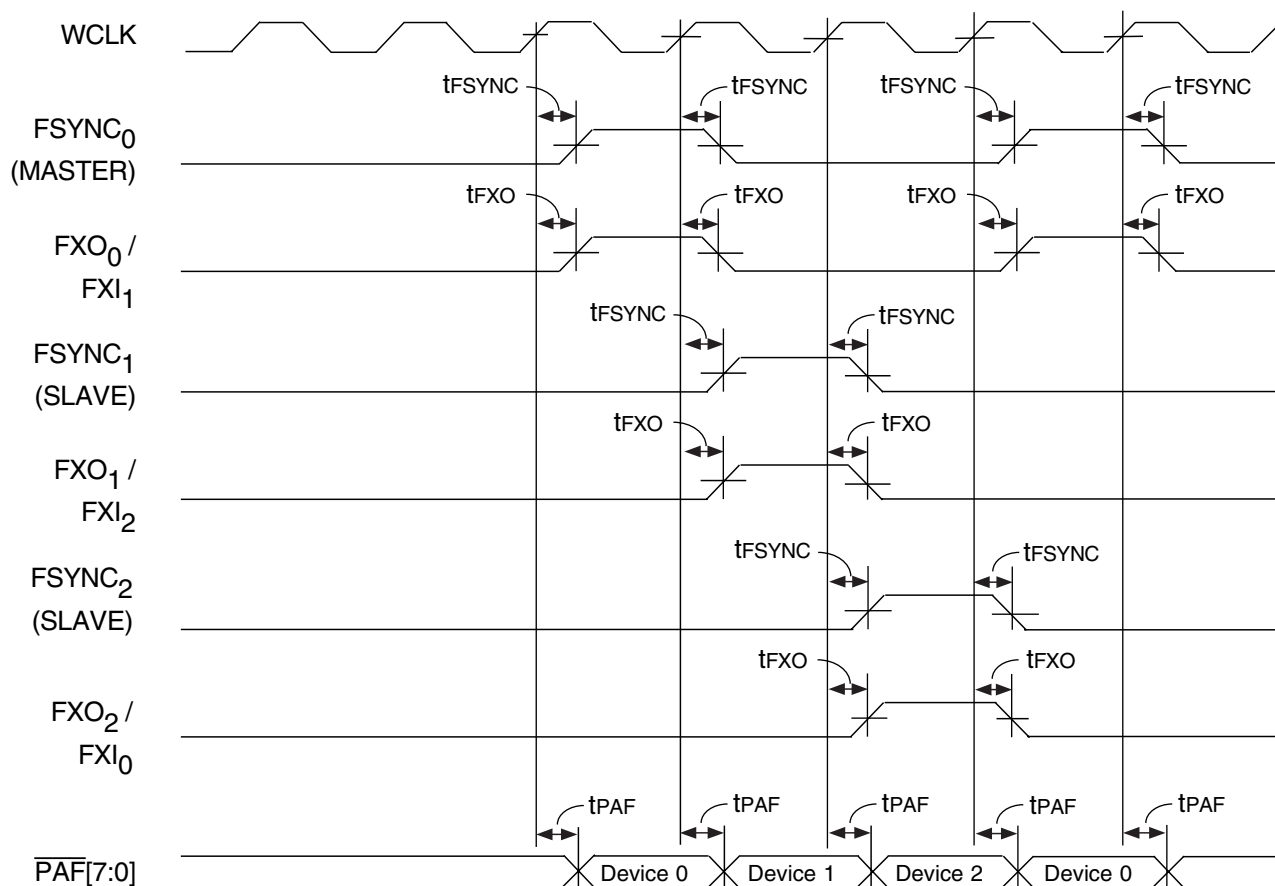 WCLK
tFSYNC tFSYNC tFSYNC tFSYNC
FSYNC0
(MASTER)
tFXO tFXO tFXO tFXO
FXO0 /
FXI1
tFSYNC tFSYNC
FSYNC1
(SLAVE)
tFXO tFXO
FXO1 /
FXI2
tFSYNC tFSYNC
FSYNC2
(SLAVE)
tFXO tFXO
FXO2 /
FXI0
tPAF tPAF tPAF tPAF tPAF
PAF[7:0] Device 0 Device 1 Device 2 Device 0